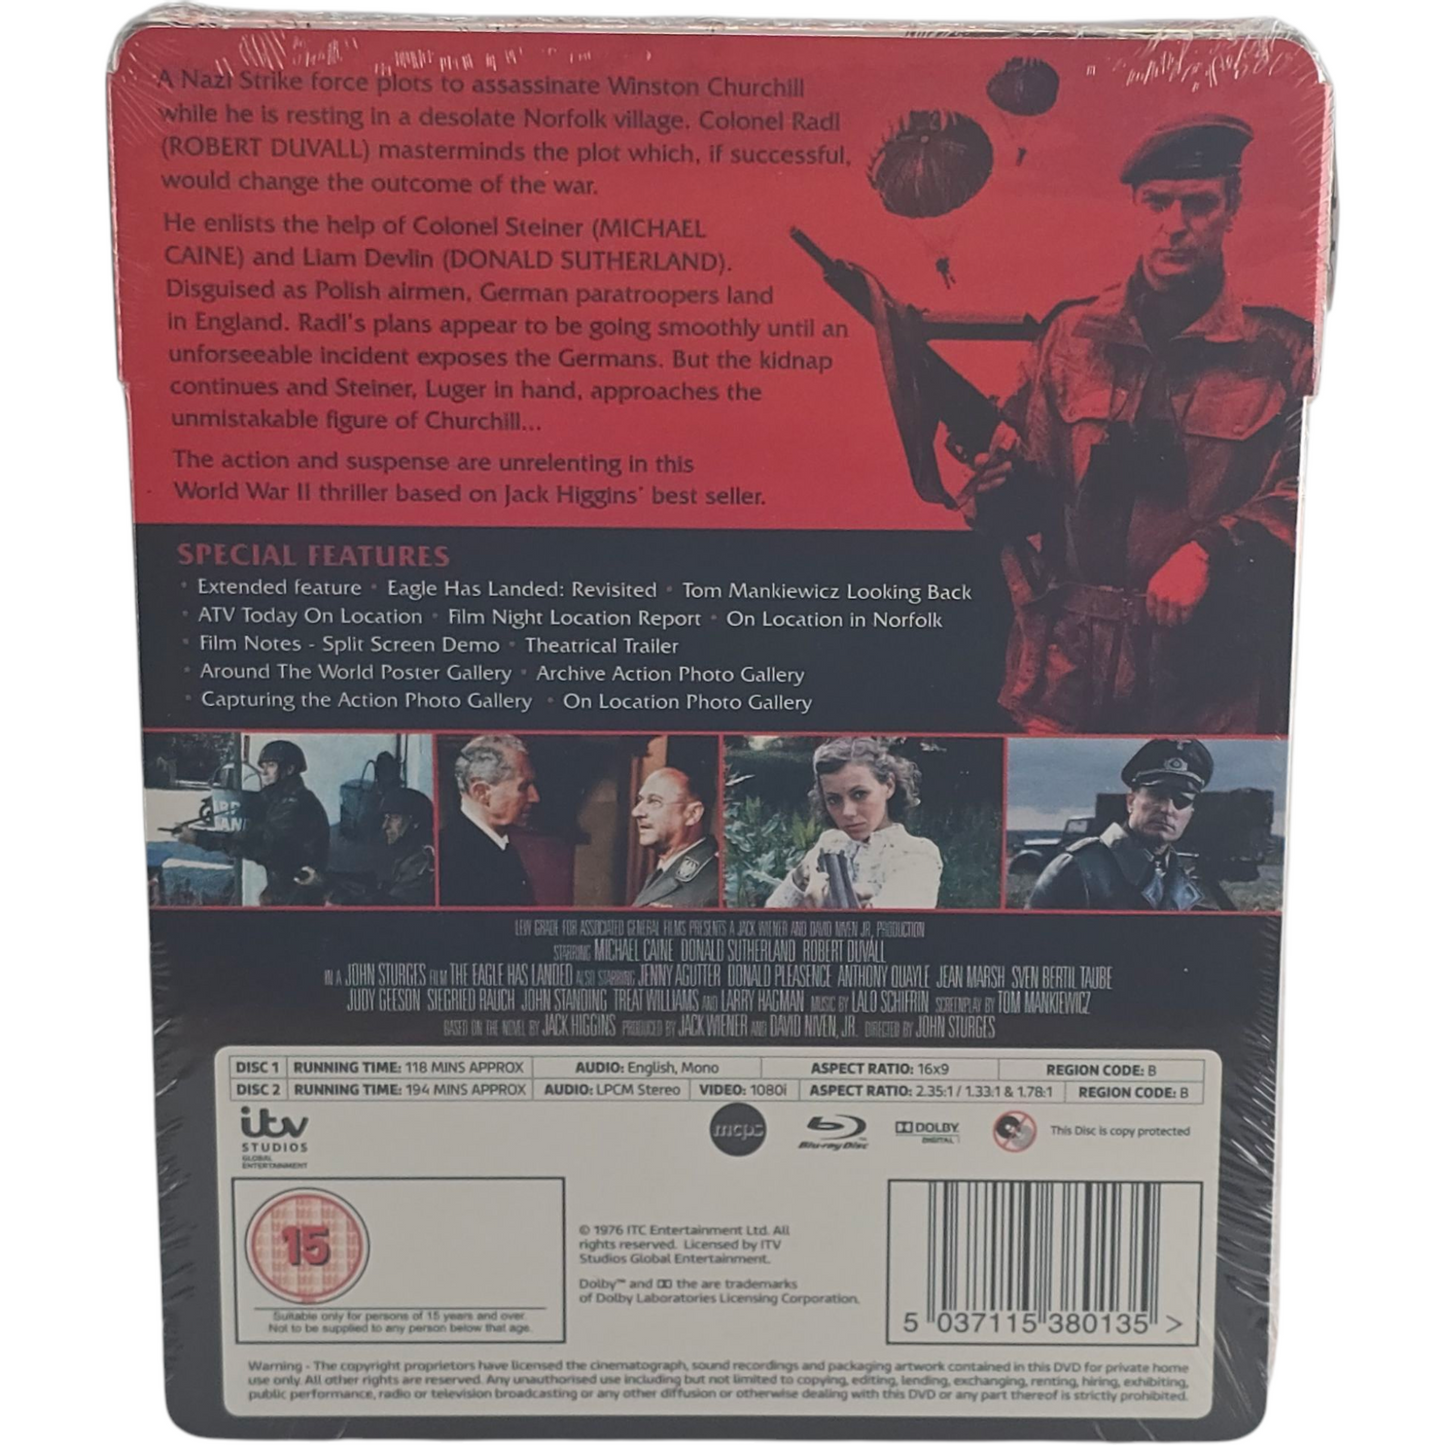 A Nazi Strike force plots to assassinate Winston Churchill
while he is resting in a desolate Norfolk village. Colonel Radl
(ROBERT DUVALL) masterminds the plot which, if successful,
would change the outcome of the war.
He enlists the help of Colonel Steiner (MICHAEL
CAINE) and Liam Devlin (DONALD SUTHERLAND).
Disguised as Polish airmen, German paratroopers land
in England. Radl's plans appear to be going smoothly until an
unforseeable incident exposes the Germans. But the kidnap
continues and Steiner, Luger in hand, approaches the
unmistakable figure of Churchill...
The action and suspense are unrelenting in this
World War II thriller based on Jack Higgins' best seller.
SPECIAL FEATURES
• Extended feature • Eagle Has Landed: Revisited • Tom Mankiewicz Looking Back
• ATV Today On Location • Film Night Location Report • On Location in Norfolk
• Film Notes - Split Screen Demo • Theatrical Trailer
• Around The World Poster Gallery • Archive Action Photo Gallery
• Capturing the Action Photo Gallery • On Location Photo Gallery
LEW GRADE FOR ASSOCIATED GENERAL FILMS PRESENTS A JACK WIENER AND DAVID NIVEN JR. PRODUCTION
STARRING MICHAEL CAINE DONALD SUTHERLAND ROBERT DUVALL
IN A JOHN STURGES FILM THE EAGLE HAS LANDED ALSO STARRING JENNY AGUTTER DONALD PLEASENCE ANTHONY QUAYLE JEAN MARSH SVEN BERTIL TAUBE
JUDY GEESON SIEGFRIED RAUCH JOHN STANDING TREAT WILLIAMS AND LARRY HAGMAN MUSIC BY LALO SCHIFRIN SCREENPLAY BY TOM MANKIEWICZ
BASED ON THE NOVEL BY JACK HIGGINS PRODUCED BY JACK WIENER AND DAVID NIVEN, JR. DIRECTED BY JOHN STURGES
DISC 1 RUNNING TIME: 118 MINS APPROX AUDIO: English, Mono ASPECT RATIO: 16x9 REGION CODE: B
DISC 2 RUNNING TIME: 194 MINS APPROX AUDIO: LPCM Stereo VIDEO: 1080i ASPECT RATIO: 2.35:1 / 1.33:1 & 1.78:1 REGION CODE: B
itv
STUDIOS
GLOBAL
ENTERTAINMENT
mcps
Blu-ray Disc
DOLBY
DIGITAL
This Disc is copy protected
15
Suitable only for persons of 15 years and over.
Not to be supplied to any person below that age.
© 1976 ITC Entertainment Ltd. All
rights reserved. Licensed by ITV
Studios Global Entertainment.
Dolby™ and the are trademarks
of Dolby Laboratories Licensing Corporation.
5 037115 380135 >
Warning - The copyright proprietors have licensed the cinematograph, sound recordings and packaging artwork contained in this DVD for private home
use only. All other rights are reserved. Any unauthorised use including but not limited to copying, editing, lending, exchanging, renting, hiring, exhibiting,
public performance, radio or television broadcasting or any other diffusion or otherwise dealing with this DVD or any part thereof is strictly prohibited.